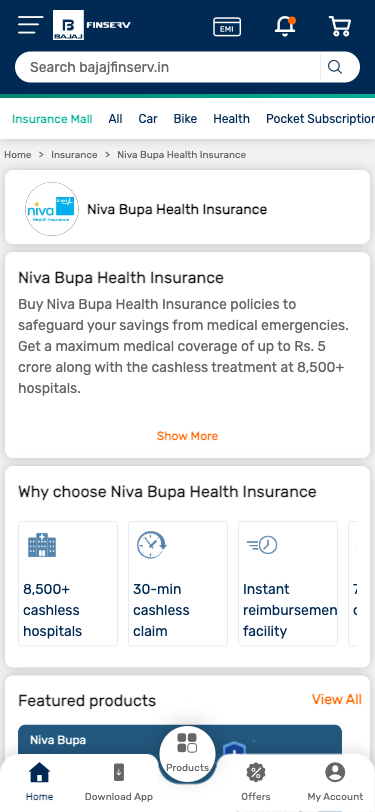 B
BAJAJ
FINSERV
EMI
Search bajajfinserv.in
Insurance Mall All Car Bike Health Pocket Subscription
Home > Insurance > Niva Bupa Health Insurance
niva Bupa
Health Insurance
Niva Bupa Health Insurance
Niva Bupa Health Insurance
Buy Niva Bupa Health Insurance policies to
safeguard your savings from medical emergencies.
Get a maximum medical coverage of up to Rs. 5
crore along with the cashless treatment at 8,500+
hospitals.
Show More
Why choose Niva Bupa Health Insurance
8,500+
cashless
hospitals
30-min
cashless
claim
Instant
reimbursemen
facility
Featured products
View All
Niva Bupa
Home
Download App
Products
Offers
My Account